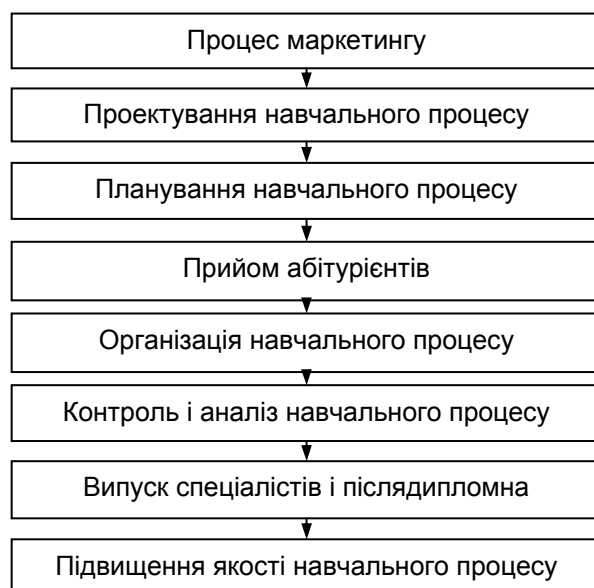 Процес маркетингу
Проектування навчального процесу
Планування навчального процесу
Прийом абітурієнтів
Організація навчального процесу
Контроль і аналіз навчального процесу
Випуск спеціалістів і післядипломна
Підвищення якості навчального процесу